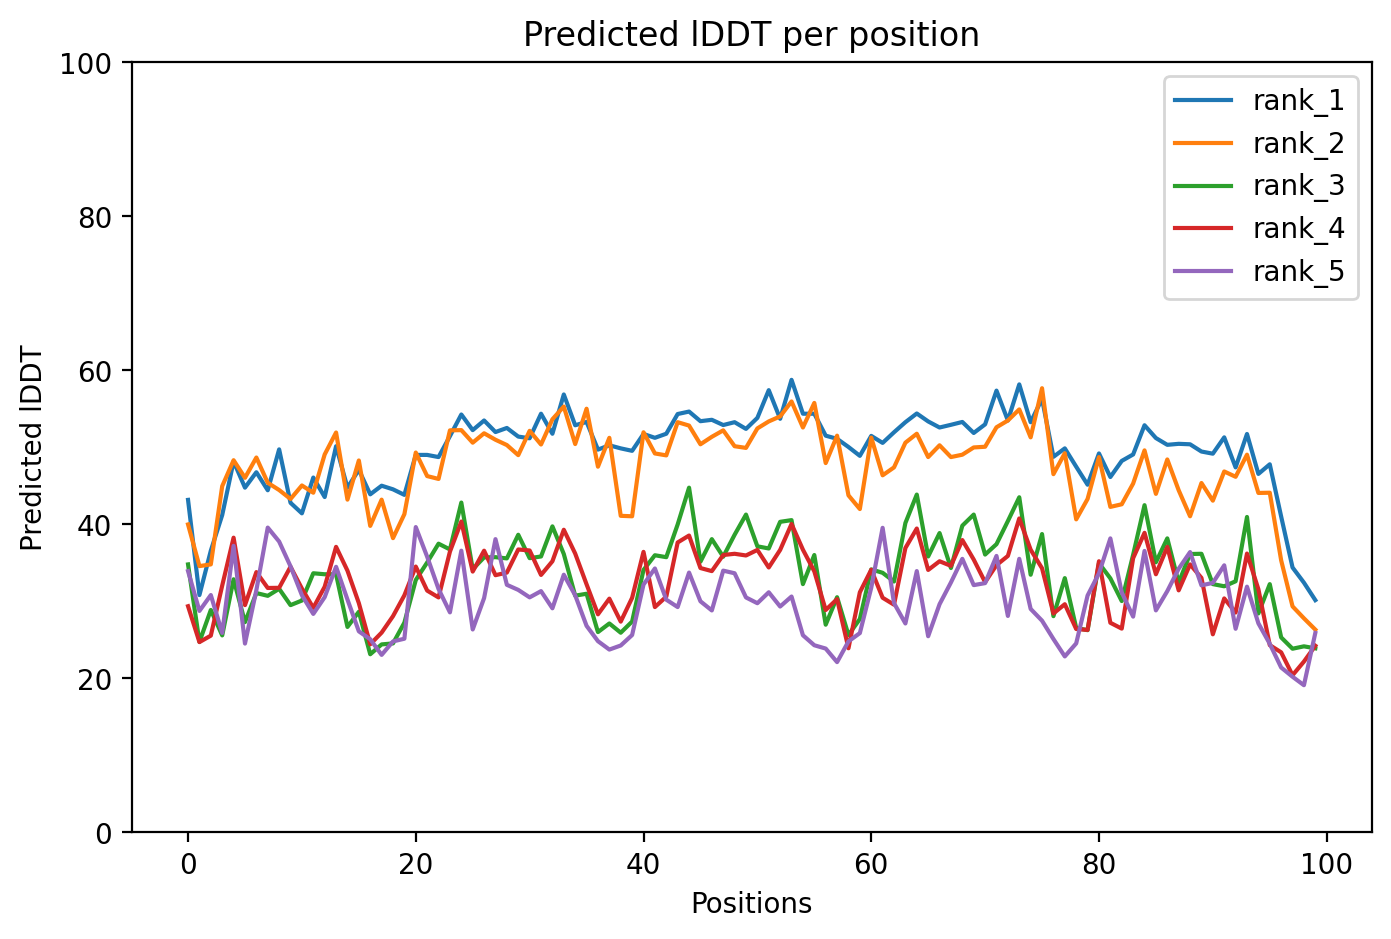 Predicted lDDT per position
100
80
60
40
20
0
Predicted lDDT
0 20 40 60 80 100
Positions
rank_1
rank_2
rank_3
rank_4
rank_5